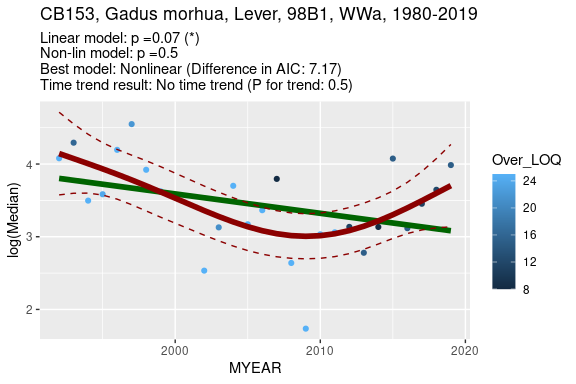 CB153, Gadus morhua, Lever, 98B1, WWa, 1980-2019
Linear model: p =0.07 (*)
Non-lin model: p =0.5
Best model: Nonlinear (Difference in AIC: 7.17)
Time trend result: No time trend (P for trend: 0.5)
log(Median)
4
3
2
2000
2010
2020
MYEAR
Over_LOQ
24
20
16
12
8